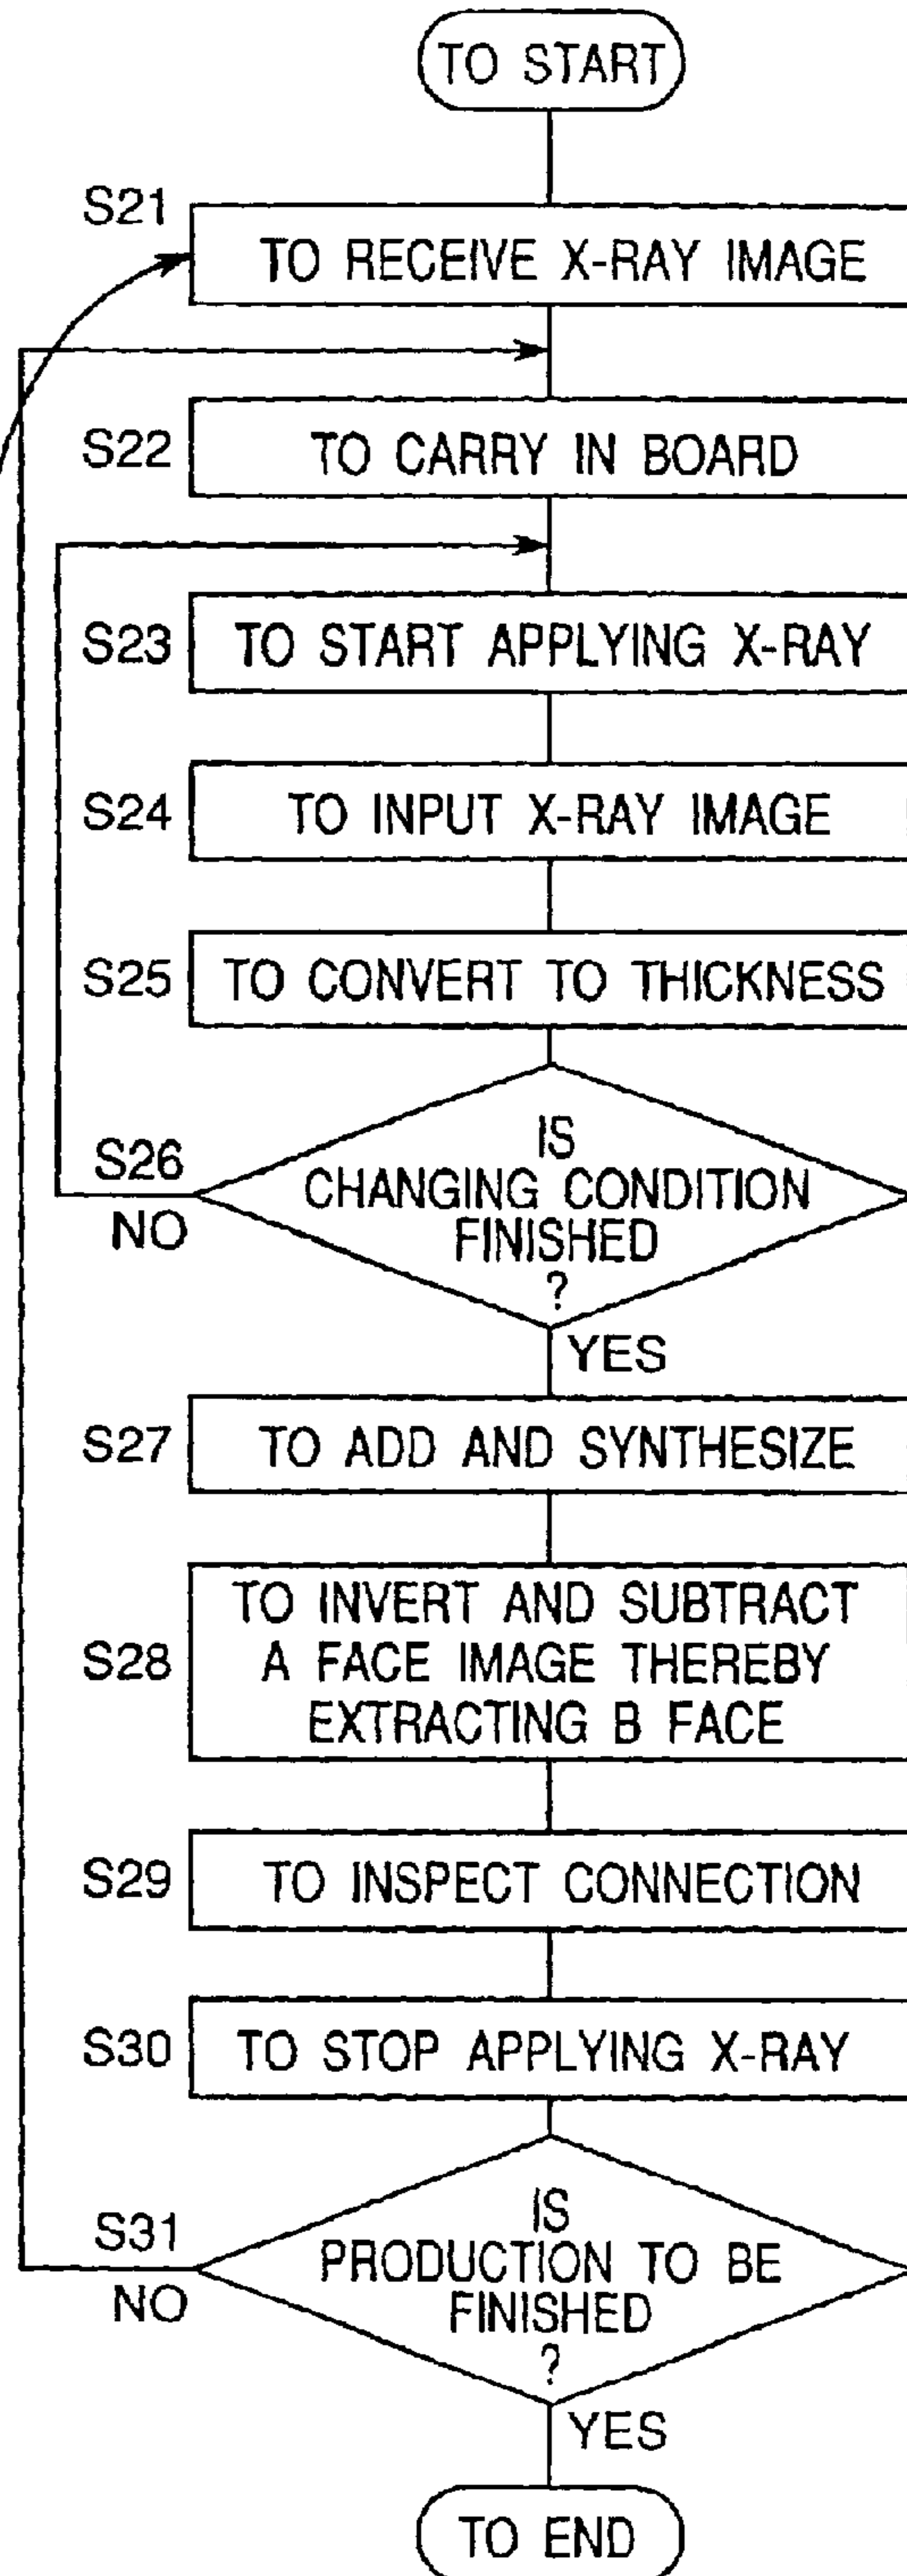 TO START
S21
TO RECEIVE X-RAY IMAGE
S22
TO CARRY IN BOARD
S23
TO START APPLYING X-RAY
S24
TO INPUT X-RAY IMAGE
S25
TO CONVERT TO THICKNESS
S26
NO
IS
CHANGING CONDITION
FINISHED
?
YES
S27
TO ADD AND SYNTHESIZE
S28
TO INVERT AND SUBTRACT
A FACE IMAGE THEREBY
EXTRACTING B FACE
S29
TO INSPECT CONNECTION
S30
TO STOP APPLYING X-RAY
S31
NO
IS
PRODUCTION TO BE
FINISHED
?
YES
TO END